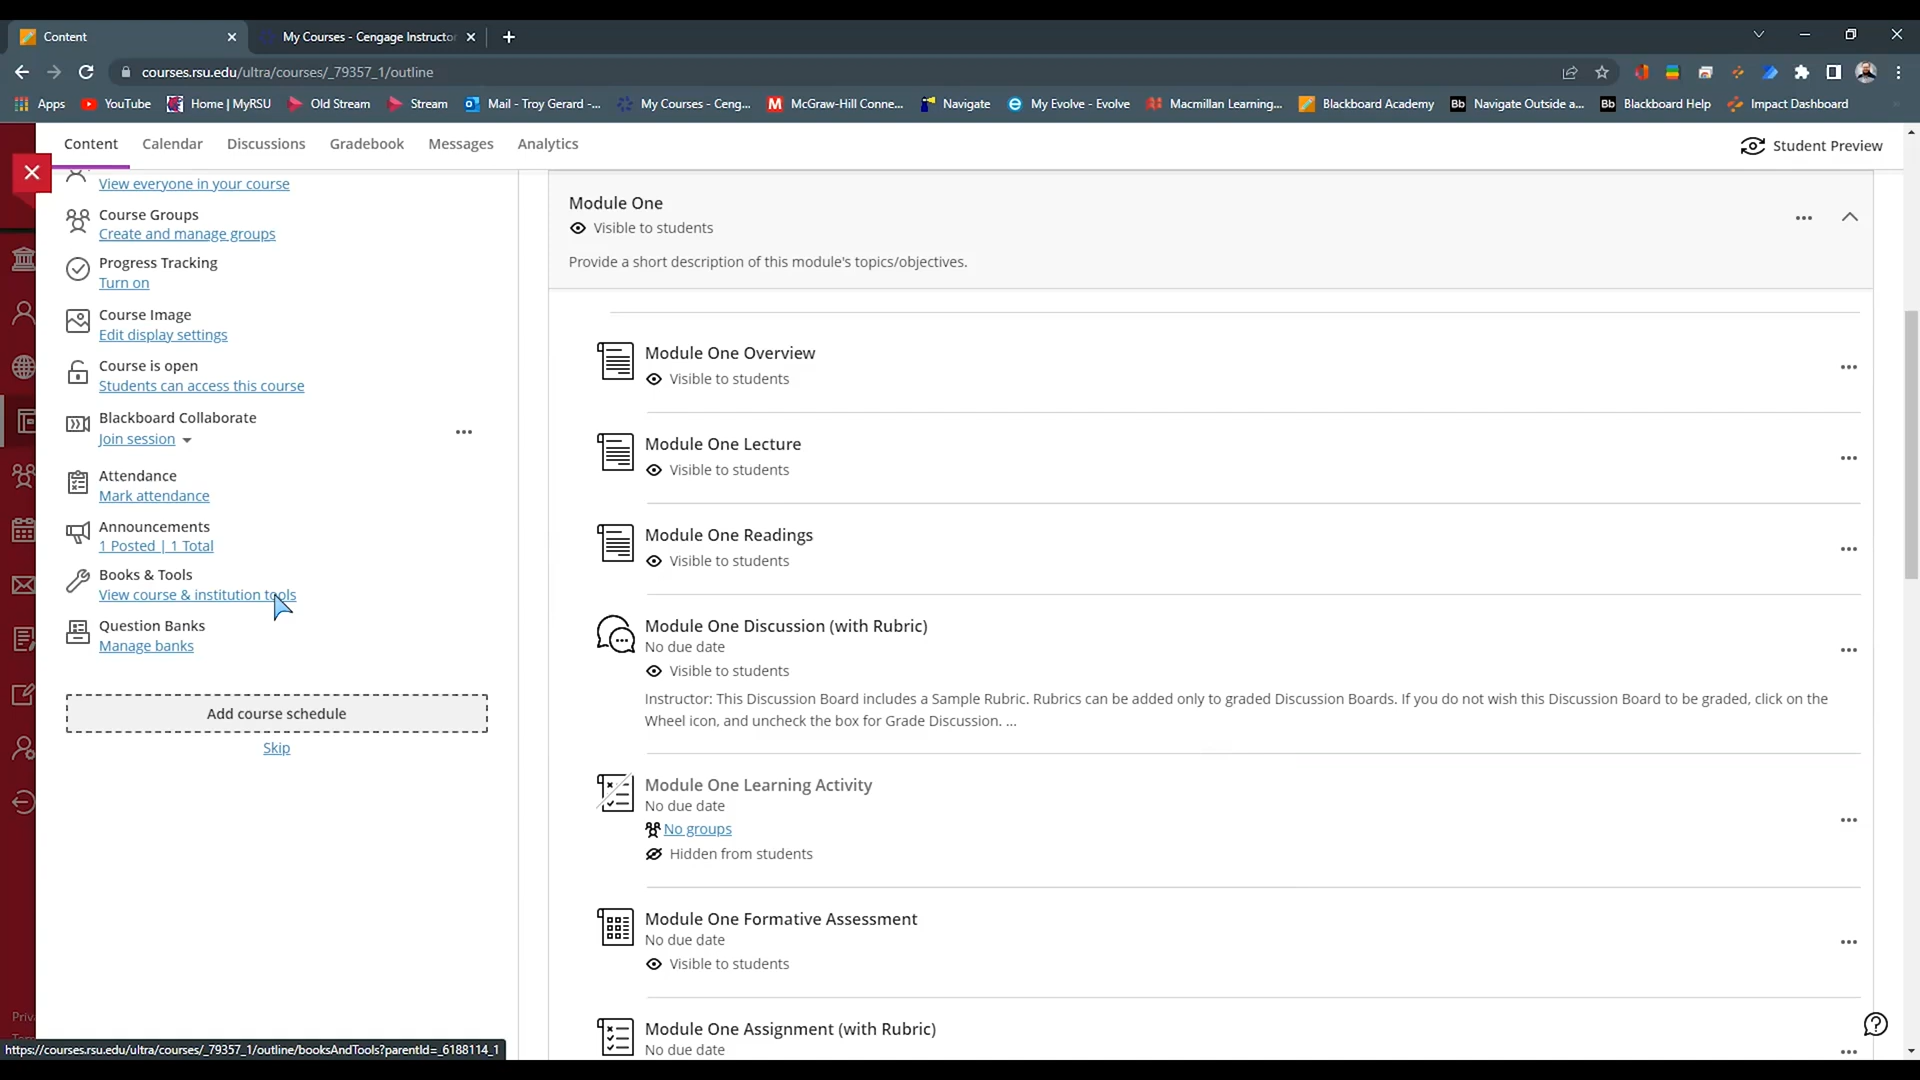 Content
My Courses - Cengage Instructor
courses.rsu.edu/ultra/courses/_79357_1/outline
Apps
YouTube
Home | MyRSU
Old Stream
Stream
Mail - Troy Gerard -...
My Courses - Ceng...
McGraw-Hill Conne...
Navigate
My Evolve - Evolve
Macmillan Learning...
Blackboard Academy
Bb Navigate Outside a...
Bb Blackboard Help
Impact Dashboard
Content
Calendar
Discussions
Gradebook
Messages
Analytics
Student Preview
View everyone in your course
Course Groups
Create and manage groups
Progress Tracking
Turn on
Course Image
Edit display settings
Course is open
Students can access this course
Blackboard Collaborate
Join session
Attendance
Mark attendance
Announcements
1 Posted | 1 Total
Books & Tools
View course & institution tools
Question Banks
Manage banks
Add course schedule
Skip
Module One
Visible to students
Provide a short description of this module's topics/objectives.
Module One Overview
Visible to students
Module One Lecture
Visible to students
Module One Readings
Visible to students
Module One Discussion (with Rubric)
No due date
Visible to students
Instructor: This Discussion Board includes a Sample Rubric. Rubrics can be added only to graded Discussion Boards. If you do not wish this Discussion Board to be graded, click on the
Wheel icon, and uncheck the box for Grade Discussion. ...
Module One Learning Activity
No due date
No groups
Hidden from students
Module One Formative Assessment
No due date
Visible to students
Module One Assignment (with Rubric)
No due date
Priv
https://courses.rsu.edu/ultra/courses/_79357_1/outline/booksAndTools?parentId=_6188114_1